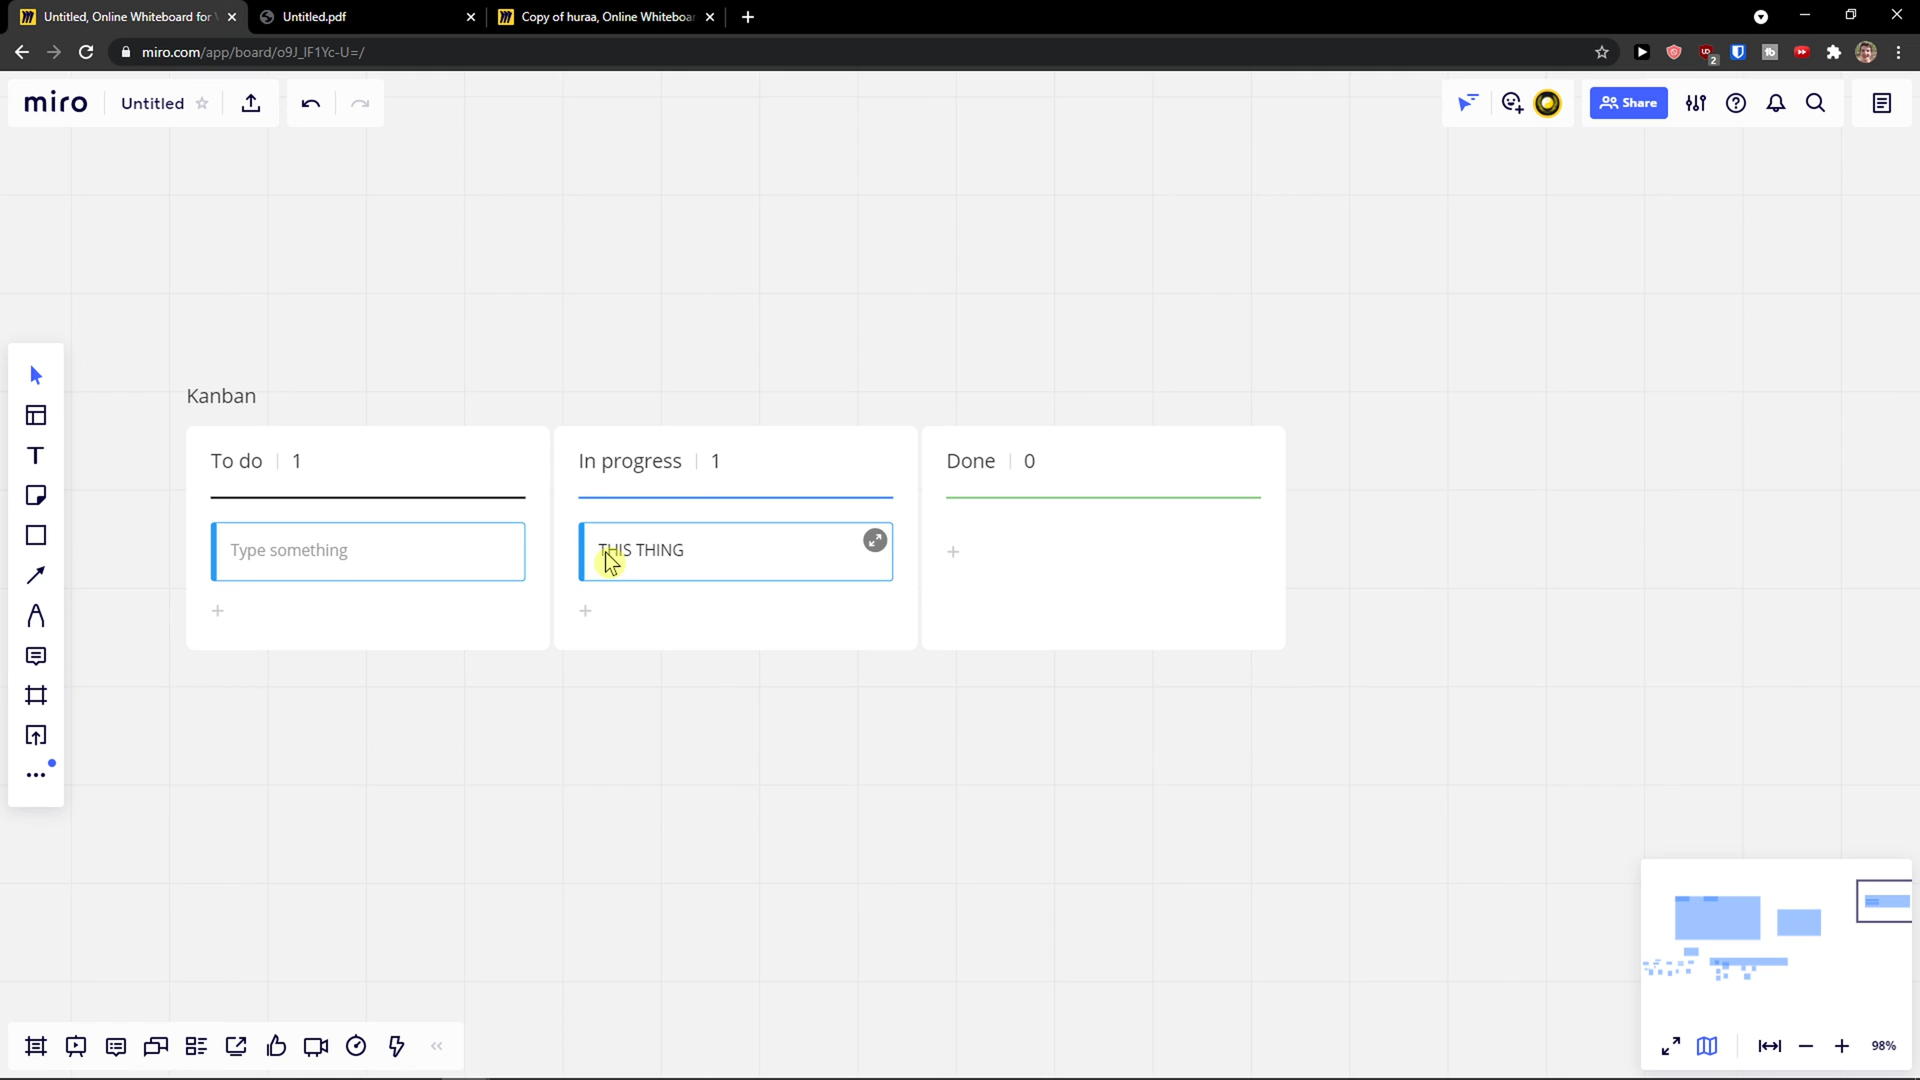 Untitled, Online Whiteboard for V
Untitled.pdf
Copy of huraa, Online Whiteboar
miro.com/app/board/o9J_lF1Yc-U=/
2
miro
Untitled
Share
Kanban
To do 1
In progress 1
Done 0
Type something
THIS THING
98%